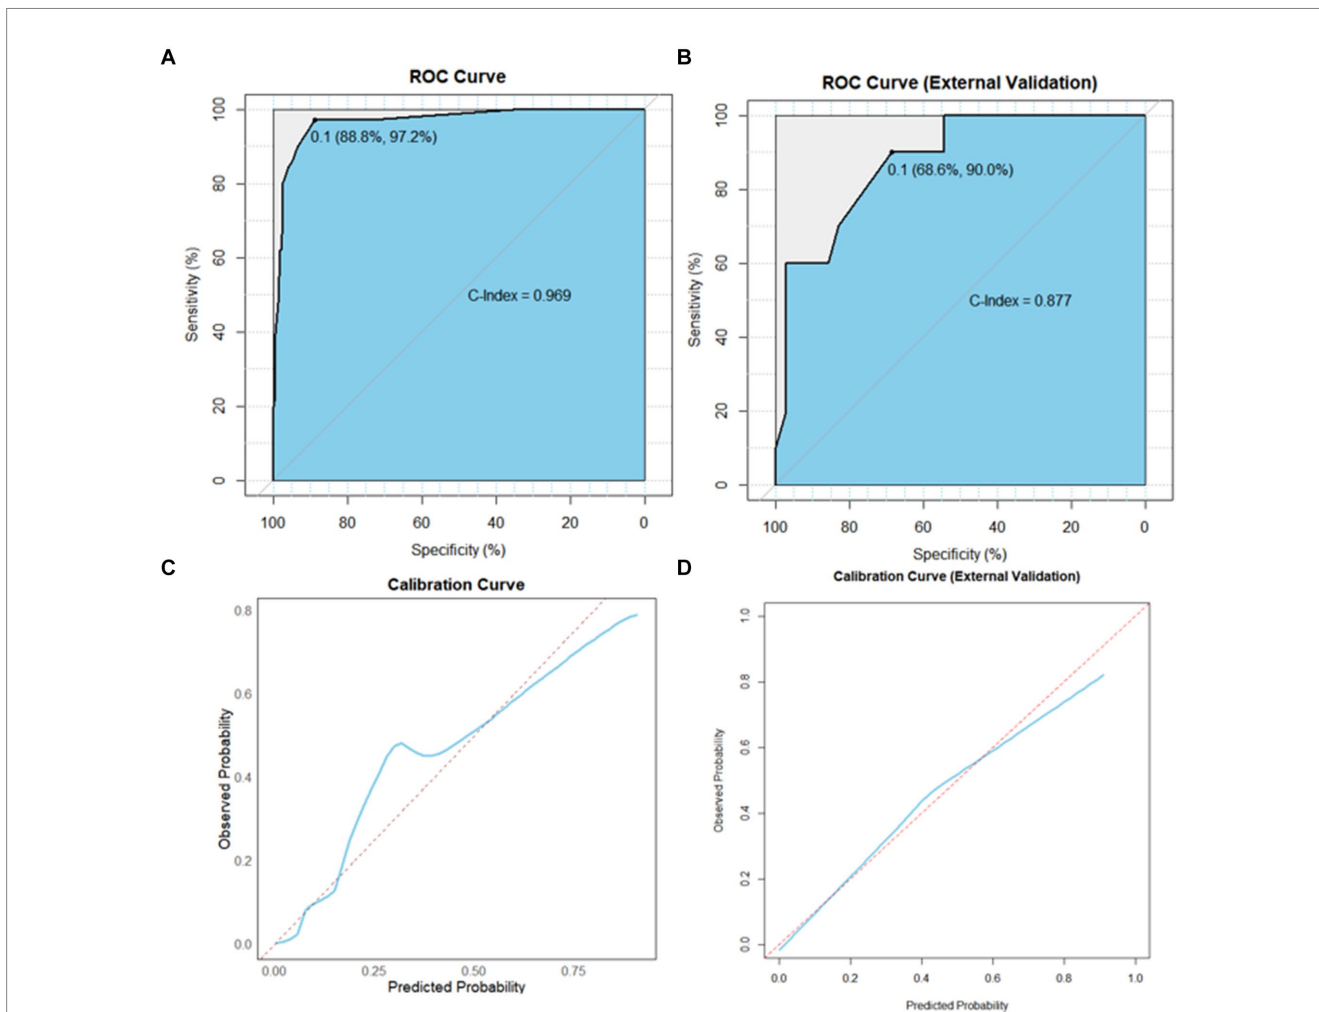 A
ROC Curve
100
80
60
40
20
0
Sensitivity (%)
0.1 (88.8%, 97.2%)
C-Index = 0.969
100 80 60 40 20 0
Specificity (%)
B
ROC Curve (External Validation)
100
80
60
40
20
0
Sensitivity (%)
0.1 (68.6%, 90.0%)
C-Index = 0.877
100 80 60 40 20 0
Specificity (%)
C
Calibration Curve
0.8
0.6
0.4
0.2
0.0
Observed Probability
0.00 0.25 0.50 0.75
Predicted Probability
D
Calibration Curve (External Validation)
1.0
0.8
0.6
0.4
0.2
0.0
Observed Probability
0.0 0.2 0.4 0.6 0.8 1.0
Predicted Probability